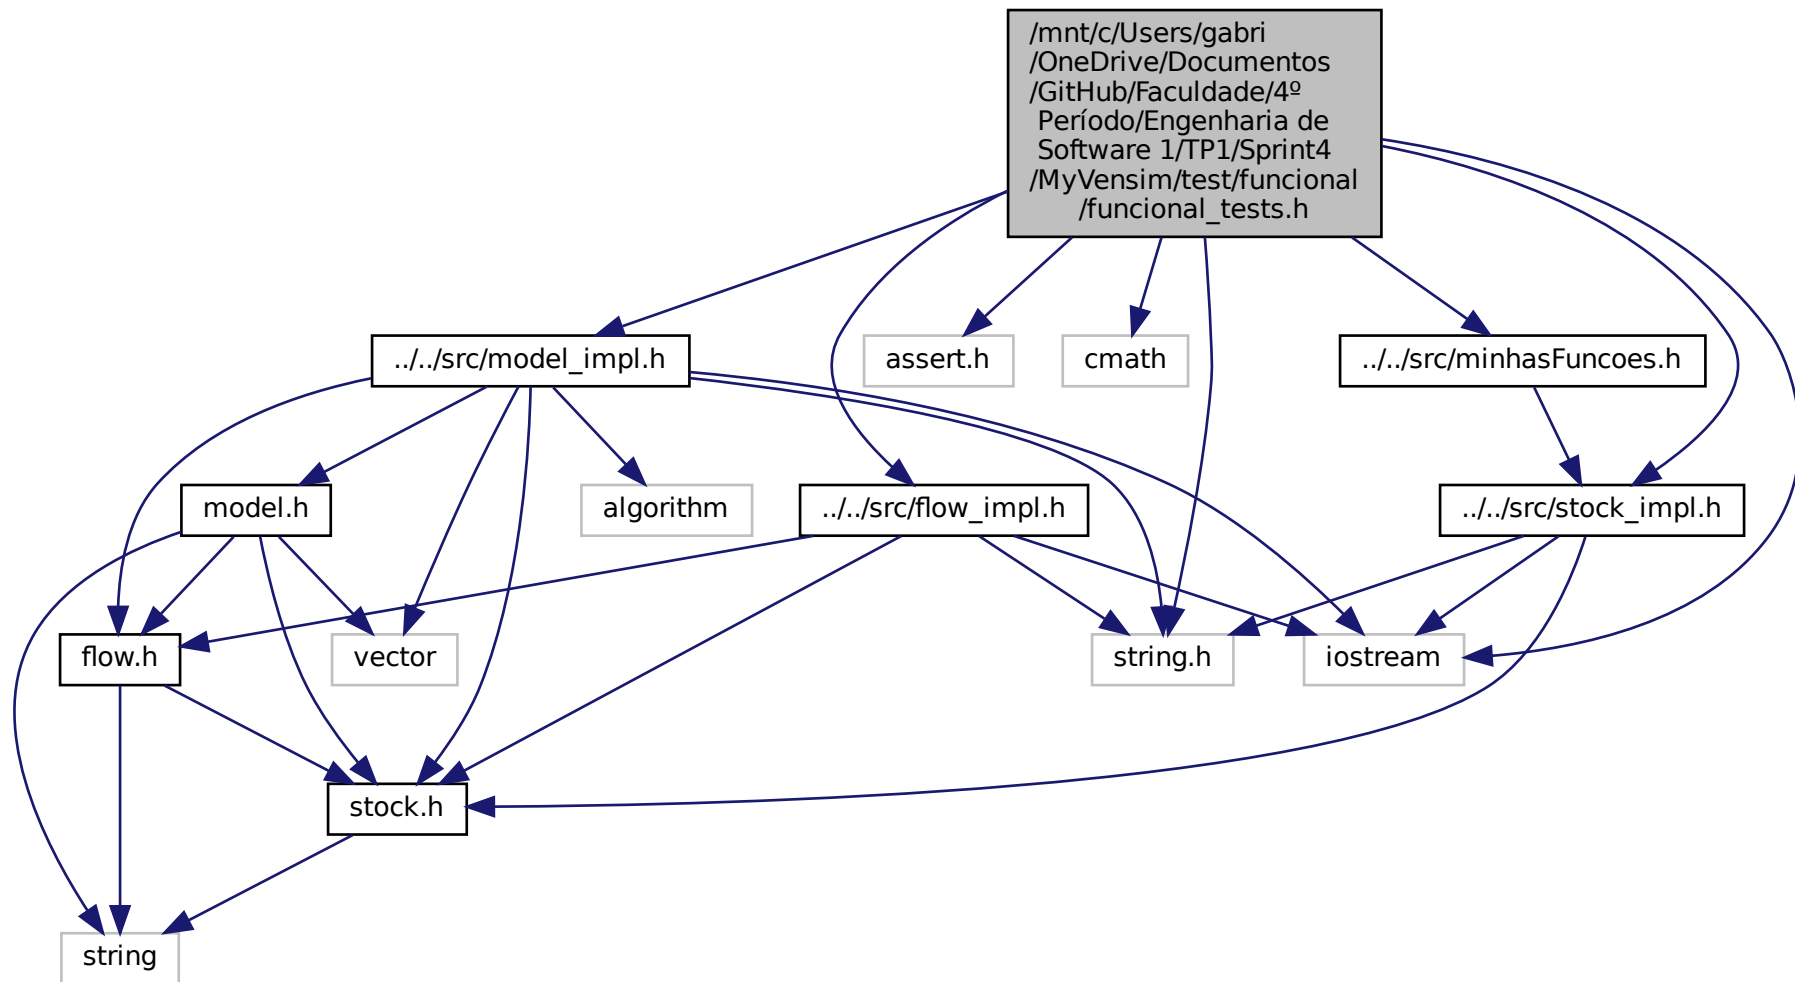 /mnt/c/Users/gabri
/OneDrive/Documentos
/GitHub/Faculdade/4º
Período/Engenharia de
Software 1/TP1/Sprint4
/MyVensim/test/funcional
/funcional_tests.h
../../src/model_impl.h
assert.h
cmath
../../src/minhasFuncoes.h
model.h
algorithm
../../src/flow_impl.h
../../src/stock_impl.h
flow.h
vector
string.h
iostream
stock.h
string